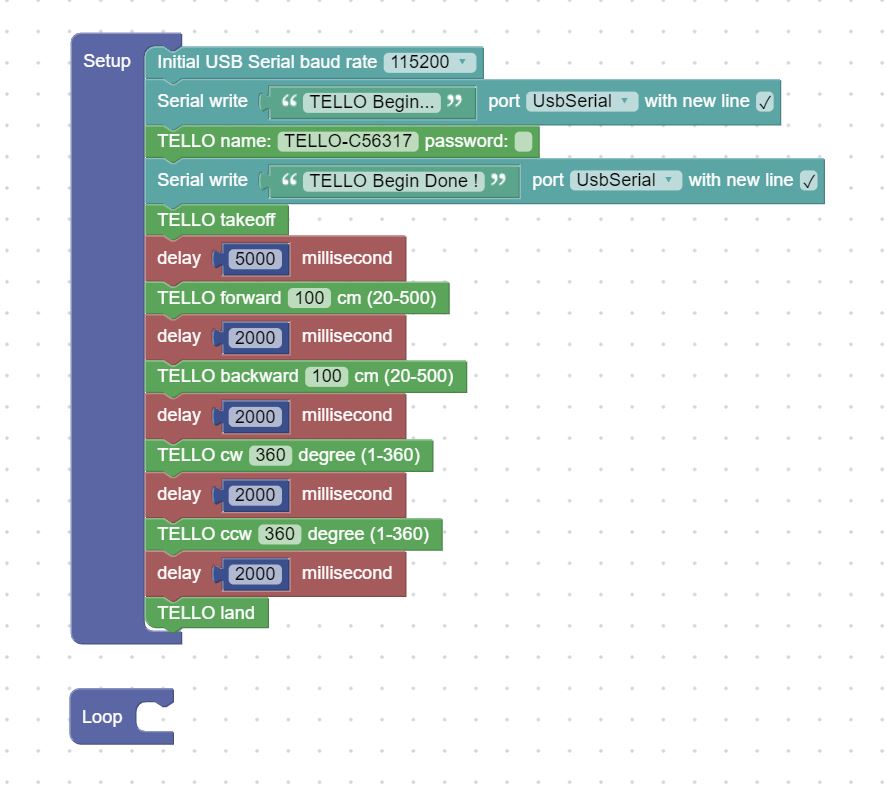 Setup
Initial USB Serial baud rate 115200
Serial write “ TELLO Begin... ” port UsbSerial with new line ✓
TELLO name: TELLO-C56317 password:
Serial write “ TELLO Begin Done ! ” port UsbSerial with new line ✓
TELLO takeoff
delay 5000 millisecond
TELLO forward 100 cm (20-500)
delay 2000 millisecond
TELLO backward 100 cm (20-500)
delay 2000 millisecond
TELLO cw 360 degree (1-360)
delay 2000 millisecond
TELLO ccw 360 degree (1-360)
delay 2000 millisecond
TELLO land
Loop